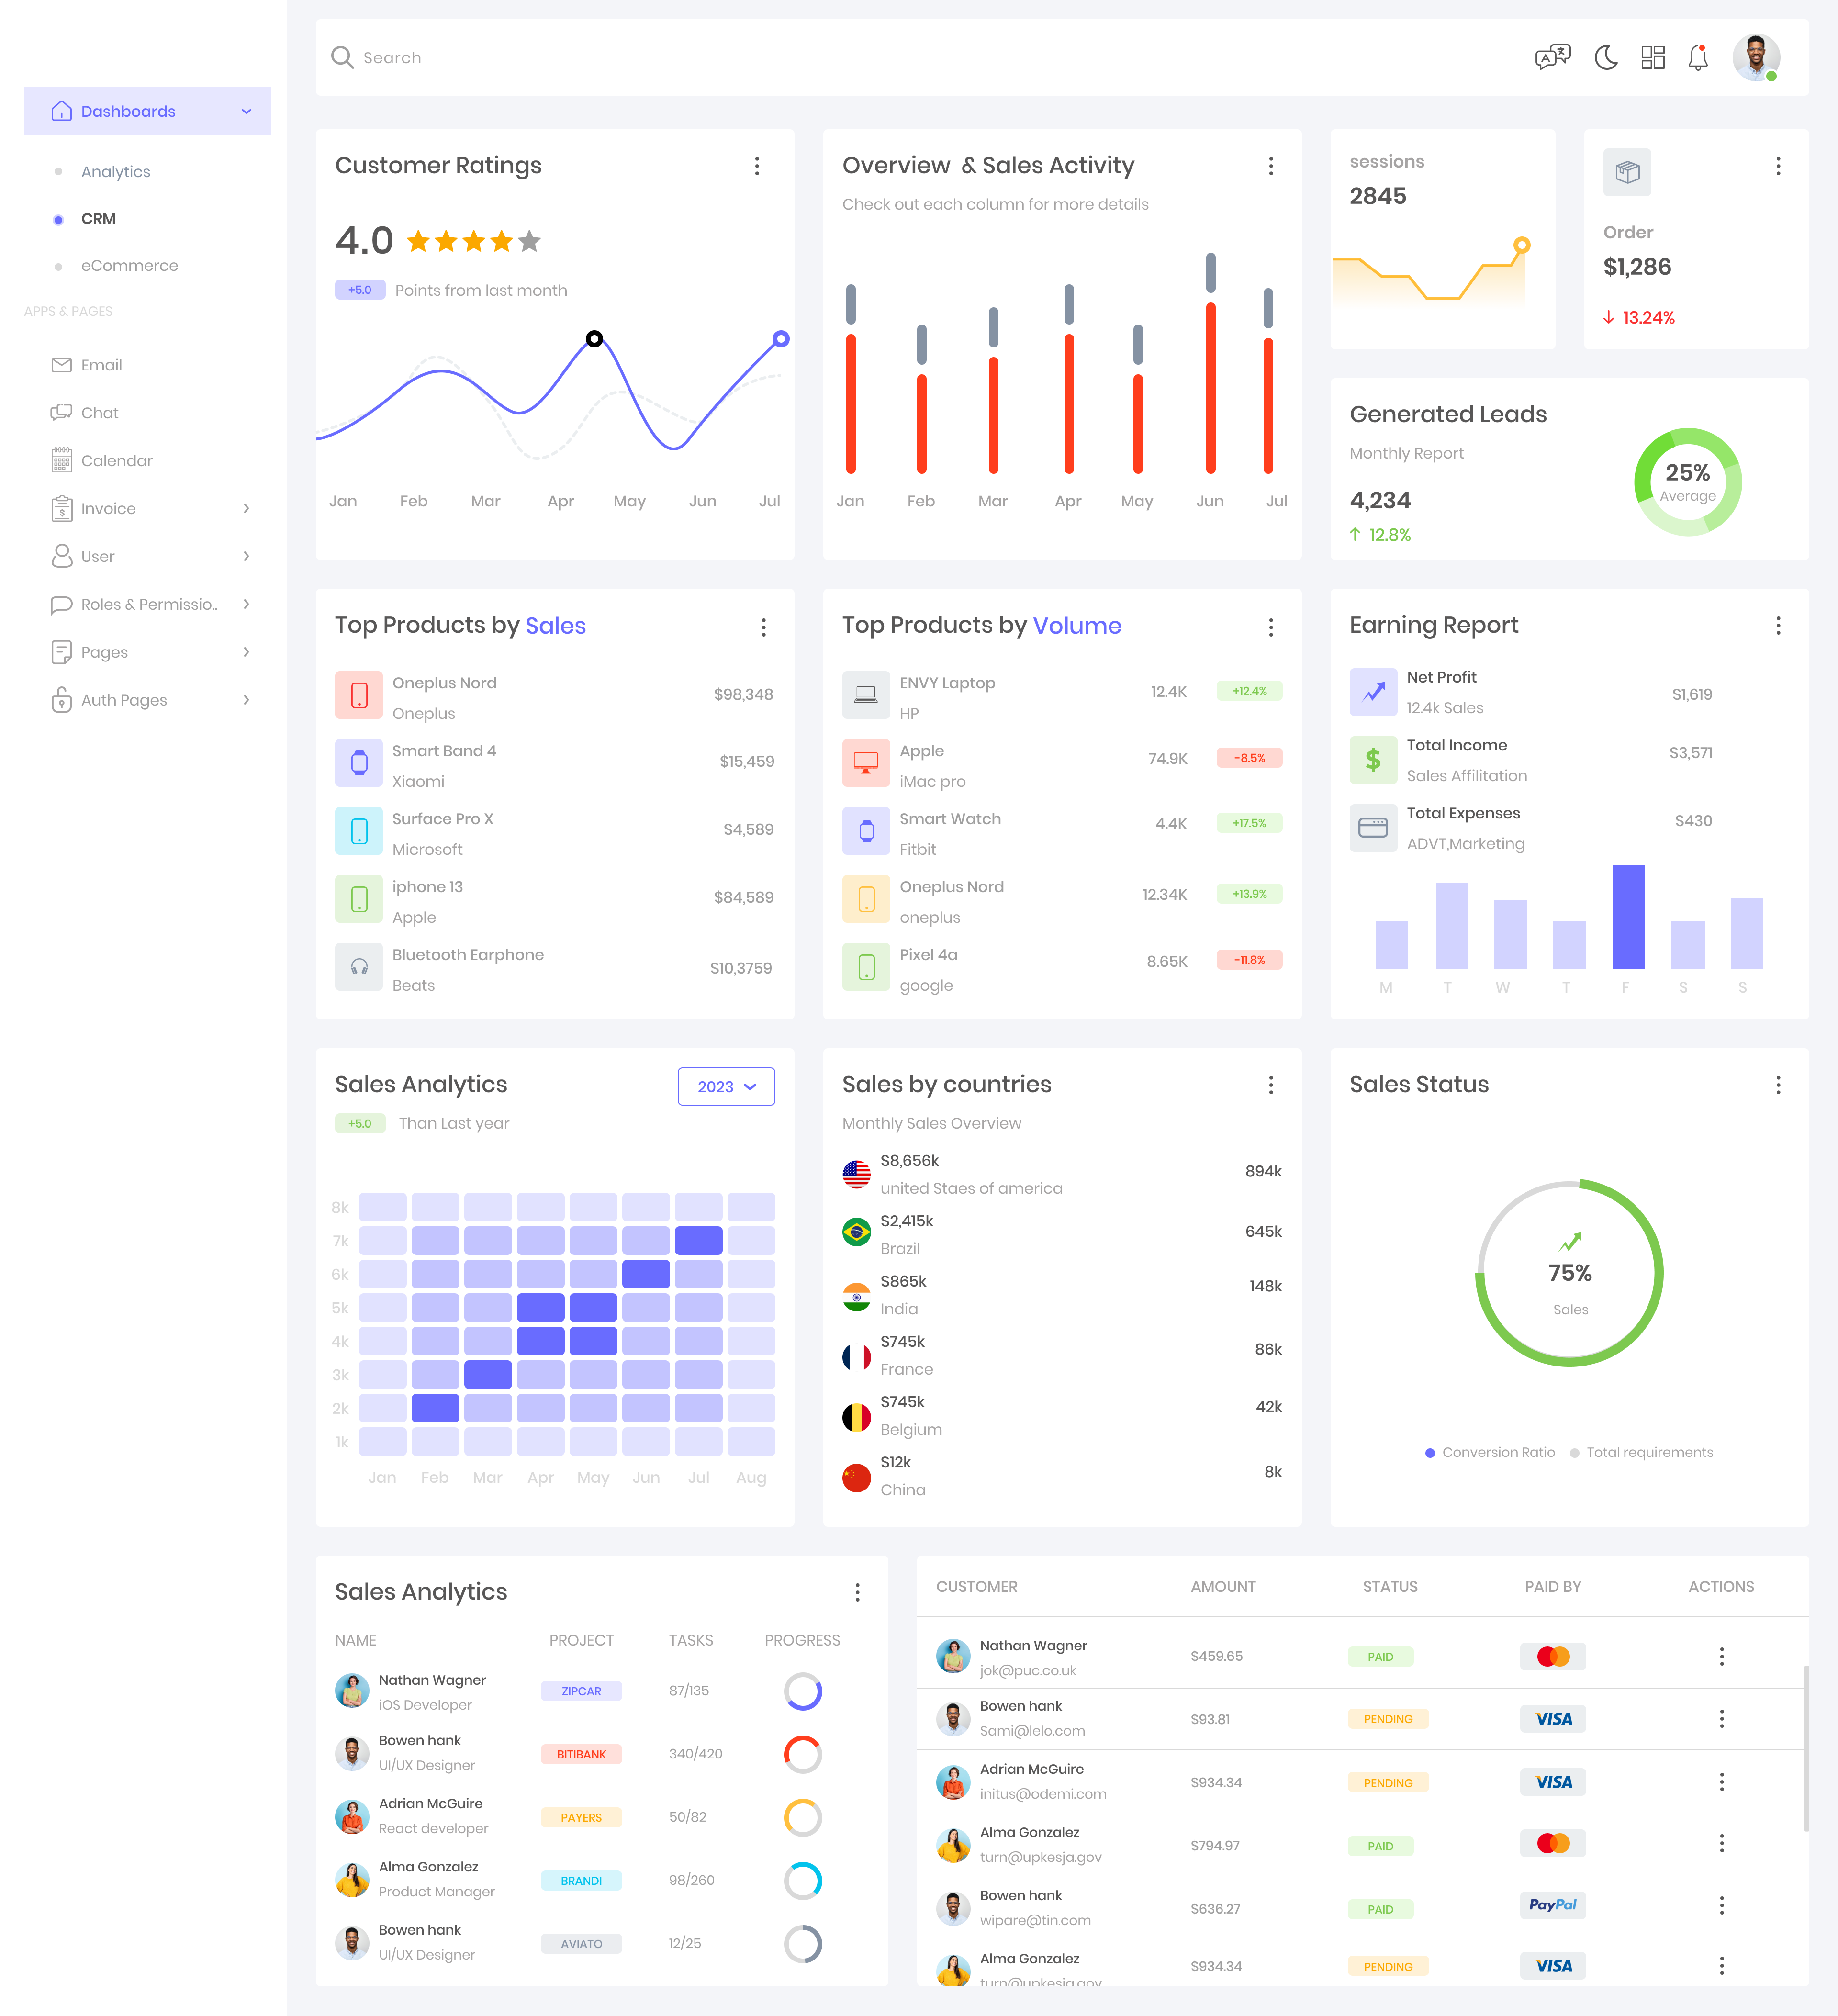 Dashboards
Analytics
CRM
eCommerce
APPS & PAGES
Email
Chat
Calendar
Invoice
User
Roles & Permissio..
Pages
Auth Pages
Search
Customer Ratings
4.0
+5.0 Points from last month
Jan Feb Mar Apr May Jun Jul
Overview & Sales Activity
Check out each column for more details
Jan Feb Mar Apr May Jun Jul
sessions
2845
Order
$1,286
13.24%
Generated Leads
Monthly Report
4,234
12.8%
25%
Average
Top Products by Sales
Oneplus Nord
Oneplus
$98,348
Smart Band 4
Xiaomi
$15,459
Surface Pro X
Microsoft
$4,589
iphone 13
Apple
$84,589
Bluetooth Earphone
Beats
$10,3759
Top Products by Volume
ENVY Laptop
HP
12.4K +12.4%
Apple
iMac pro
74.9K -8.5%
Smart Watch
Fitbit
4.4K +17.5%
Oneplus Nord
oneplus
12.34K +13.9%
Pixel 4a
google
8.65K -11.8%
Earning Report
Net Profit
12.4k Sales
$1,619
Total Income
Sales Affilitation
$3,571
Total Expenses
ADVT,Marketing
$430
M T W T F S S
Sales Analytics
2023
+5.0 Than Last year
8k
7k
6k
5k
4k
3k
2k
1k
Jan Feb Mar Apr May Jun Jul Aug
Sales by countries
Monthly Sales Overview
$8,656k
united Staes of america
894k
$2,415k
Brazil
645k
$865k
India
148k
$745k
France
86k
$745k
Belgium
42k
$12k
China
8k
Sales Status
75%
Sales
Conversion Ratio Total requirements
Sales Analytics
NAME PROJECT TASKS PROGRESS
Nathan Wagner
iOS Developer
ZIPCAR 87/135
Bowen hank
UI/UX Designer
BITIBANK 340/420
Adrian McGuire
React developer
PAYERS 50/82
Alma Gonzalez
Product Manager
BRANDI 98/260
Bowen hank
UI/UX Designer
AVIATO 12/25
CUSTOMER AMOUNT STATUS PAID BY ACTIONS
Nathan Wagner
jok@puc.co.uk
$459.65 PAID
Bowen hank
Sami@lelo.com
$93.81 PENDING VISA
Adrian McGuire
initus@odemi.com
$934.34 PENDING VISA
Alma Gonzalez
turn@upkesja.gov
$794.97 PAID
Bowen hank
wipare@tin.com
$636.27 PAID PayPal
Alma Gonzalez
turn@upkesja.gov
$934.34 PENDING VISA